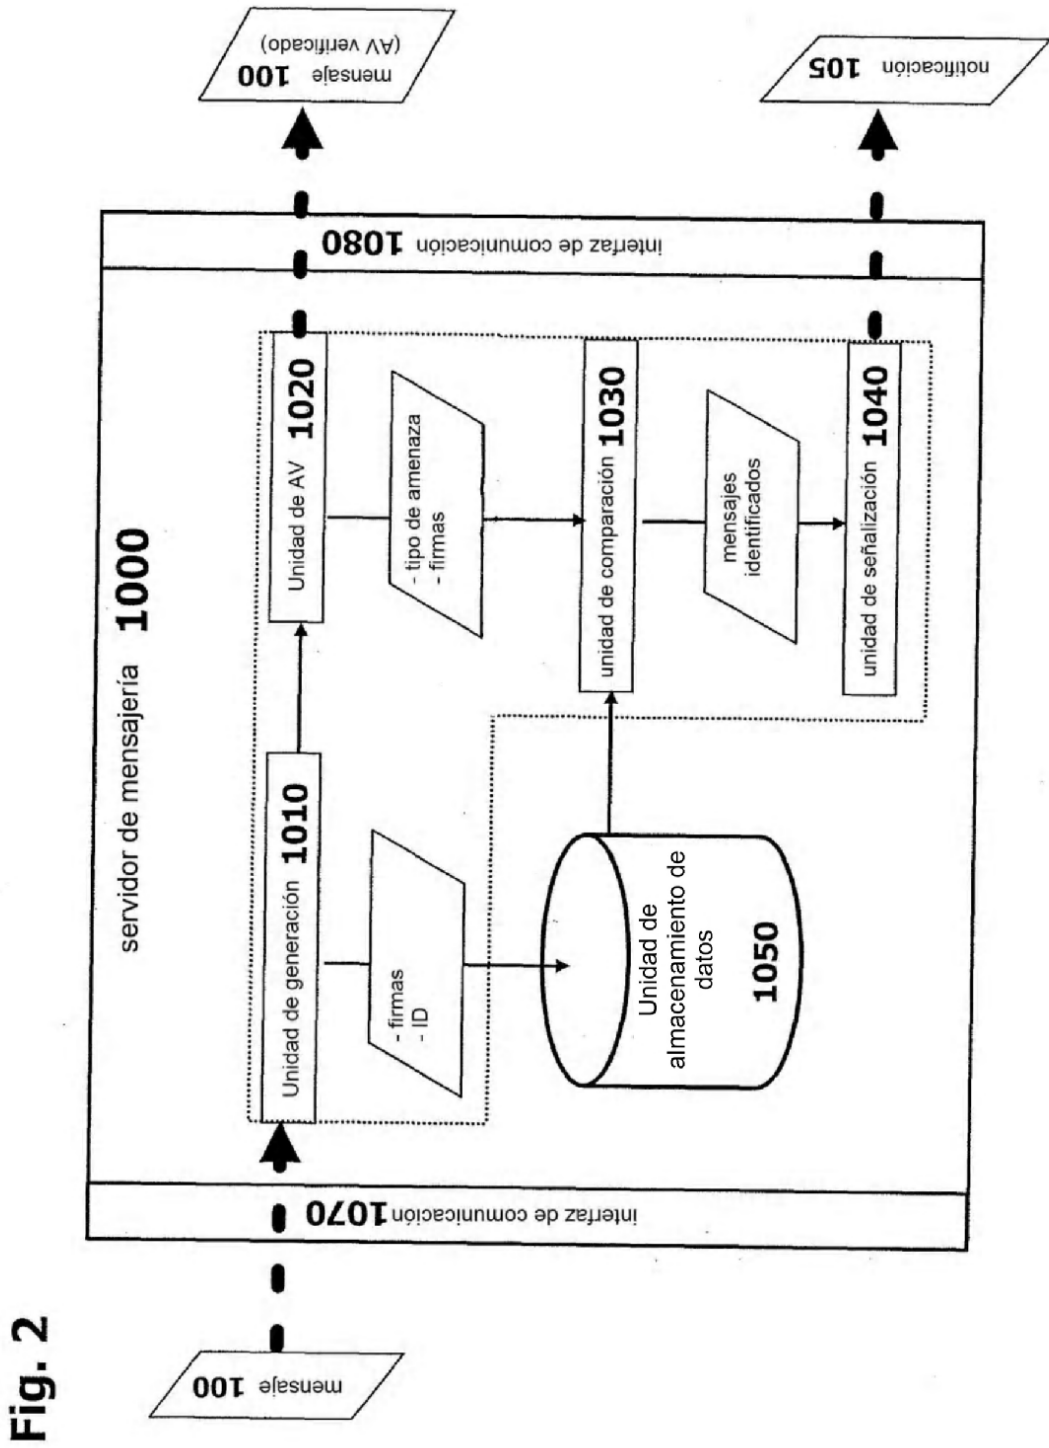 Fig. 2
servidor de mensajería 1000
mensaje 100
interfaz de comunicación 1070
Unidad de generación 1010
- firmas
- ID
Unidad de
almacenamiento de
datos
1050
Unidad de AV 1020
- tipo de amenaza
- firmas
unidad de comparación 1030
mensajes
identificados
unidad de señalización 1040
interfaz de comunicación 1080
mensaje 100
(AV verificado)
notificación 105